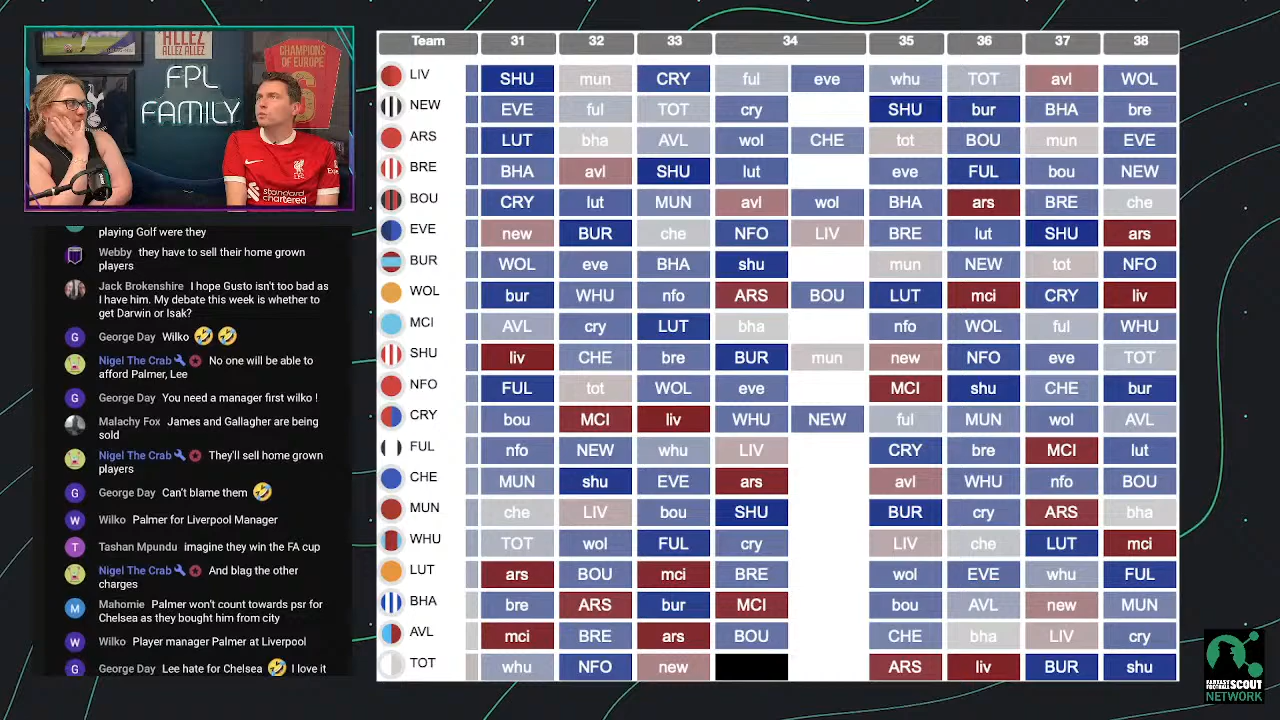 ALLEZ
ALLEZ ALLEZ
CHAMPIONS
OF EUROPE
6
FPL
FAMILY
standard
chartered
playing Golf were they
Webby they have to sell their home grown
players
Jack Brokenshire I hope Gusto isn't too bad as
I have him. My debate this week is whether to
get Darwin or Isak?
George Day Wilko 🤣 🤣
Nigel The Crab No one will be able to
afford Palmer, Lee
George Day You need a manager first wilko !
Malachy Fox James and Gallagher are being
sold
Nigel The Crab They'll sell home grown
players
George Day Can't blame them 🤣
Wilko Palmer for Liverpool Manager
Tashan Mpundu imagine they win the FA cup
Nigel The Crab And blag the other
charges
Mahomie Palmer won't count towards psr for
Chelsea as they bought him from city
Wilko Player manager Palmer at Liverpool
George Day Lee hate for Chelsea 🤣 I love it
Team 31 32 33 34 35 36 37 38
LIV SHU mun CRY ful eve whu TOT avl WOL
NEW EVE ful TOT cry SHU bur BHA bre
ARS LUT bha AVL wol CHE tot BOU mun EVE
BRE BHA avl SHU lut eve FUL bou NEW
BOU CRY lut MUN avl wol BHA ars BRE che
EVE new BUR che NFO LIV BRE lut SHU ars
BUR WOL eve BHA shu mun NEW tot NFO
WOL bur WHU nfo ARS BOU LUT mci CRY liv
MCI AVL cry LUT bha nfo WOL ful WHU
SHU liv CHE bre BUR mun new NFO eve TOT
NFO FUL tot WOL eve MCI shu CHE bur
CRY bou MCI liv WHU NEW ful MUN wol AVL
FUL nfo NEW whu LIV CRY bre MCI lut
CHE MUN shu EVE ars avl WHU nfo BOU
MUN che LIV bou SHU BUR cry ARS bha
WHU TOT wol FUL cry LIV che LUT mci
LUT ars BOU mci BRE wol EVE whu FUL
BHA bre ARS bur MCI bou AVL new MUN
AVL mci BRE ars BOU CHE bha LIV cry
TOT whu NFO new ARS liv BUR shu
FANTASY
FOOTBALL SCOUT
NETWORK